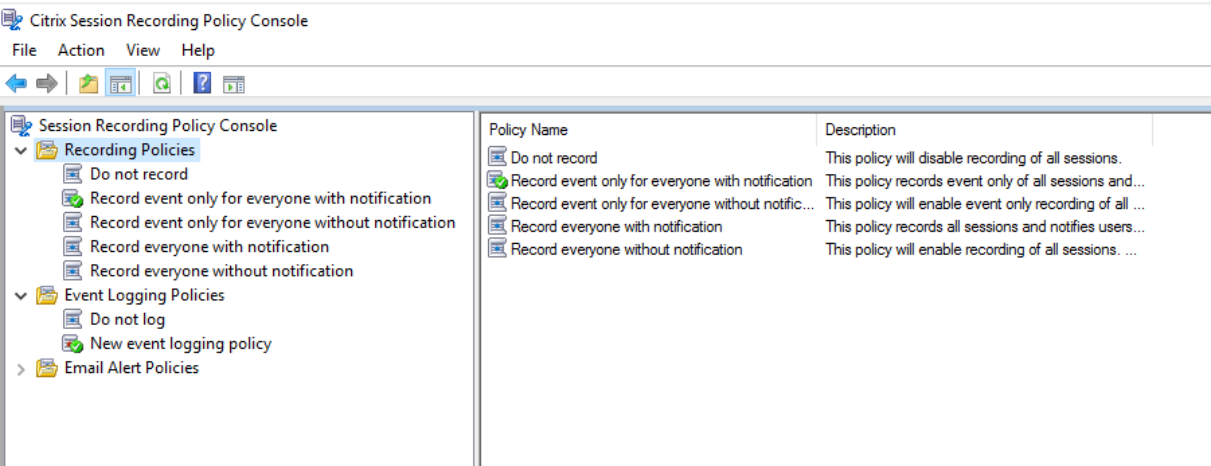 Citrix Session Recording Policy Console
File Action View Help
Session Recording Policy Console
Recording Policies
Do not record
Record event only for everyone with notification
Record event only for everyone without notification
Record everyone with notification
Record everyone without notification
Event Logging Policies
Do not log
New event logging policy
Email Alert Policies
Policy Name Description
Do not record This policy will disable recording of all sessions.
Record event only for everyone with notification This policy records event only of all sessions and...
Record event only for everyone without notific... This policy will enable event only recording of all ...
Record everyone with notification This policy records all sessions and notifies users...
Record everyone without notification This policy will enable recording of all sessions. ...